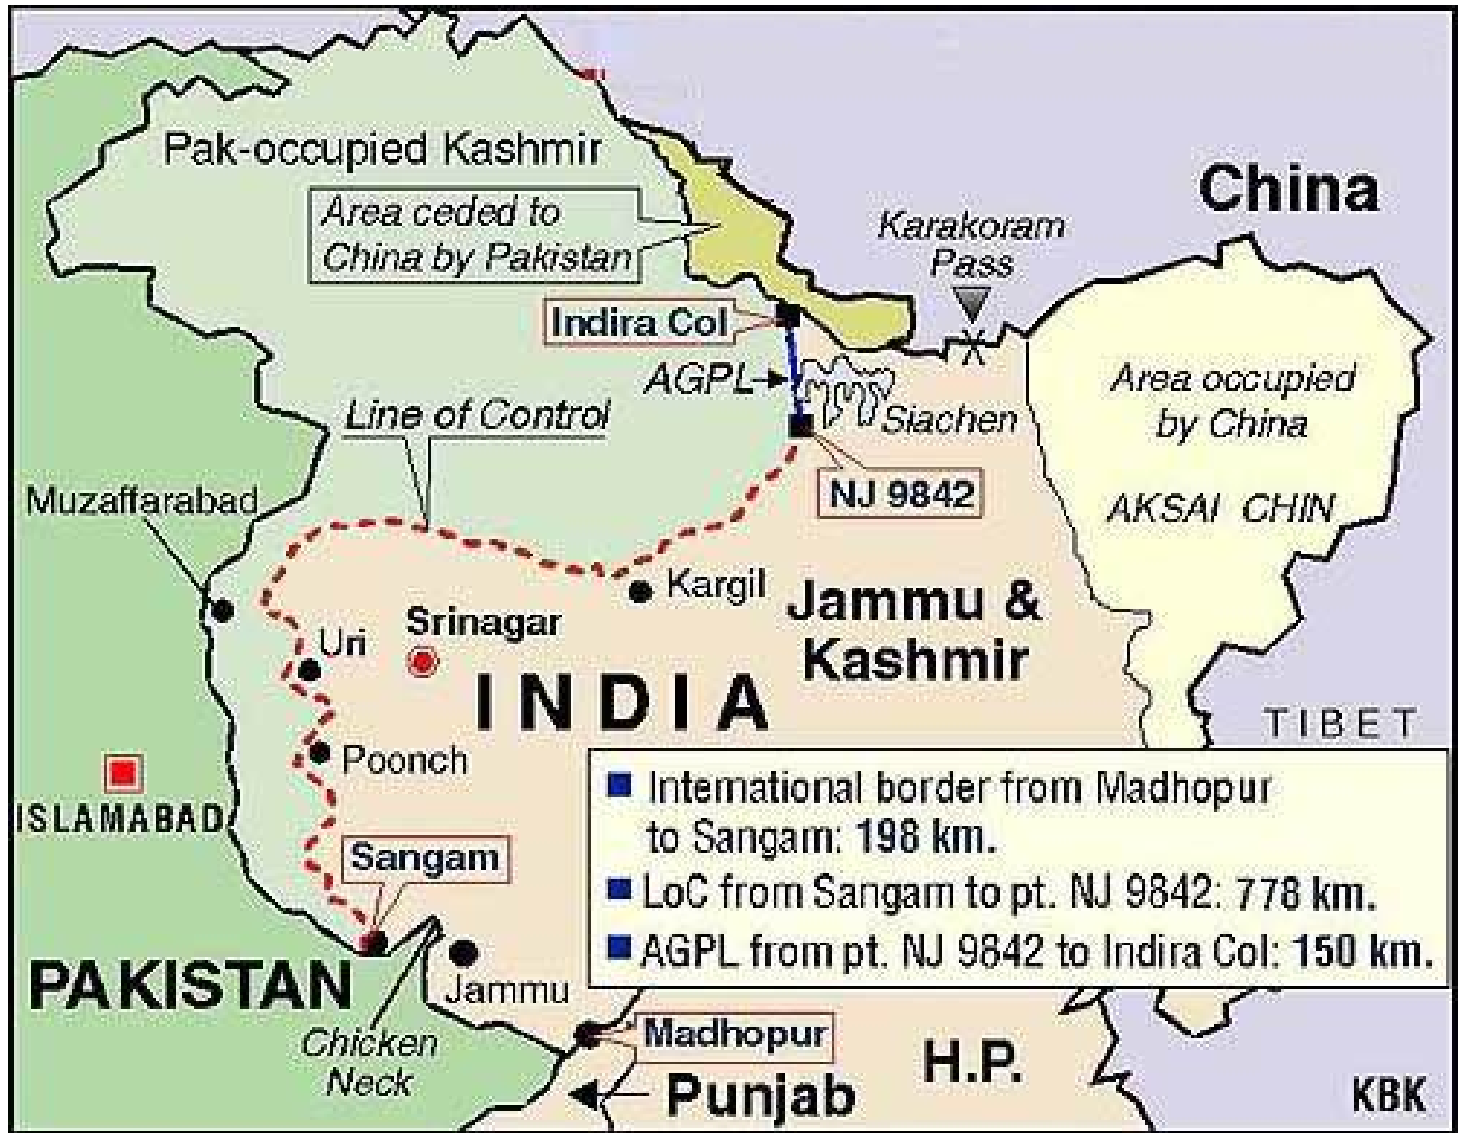 Pak-occupied Kashmir
Area ceded to
China by Pakistan
China
Karakoram
Pass
Indira Col
AGPL
Siachen
Area occupied
by China
AKSAI CHIN
Line of Control
NJ 9842
Muzaffarabad
Kargil
Jammu &
Kashmir
Uri
Srinagar
INDIA
TIBET
Poonch
ISLAMABAD
Sangam
International border from Madhopur
to Sangam: 198 km.
LoC from Sangam to pt. NJ 9842: 778 km.
AGPL from pt. NJ 9842 to Indira Col: 150 km.
PAKISTAN
Jammu
Chicken
Neck
Madhopur
H.P.
Punjab
KBK